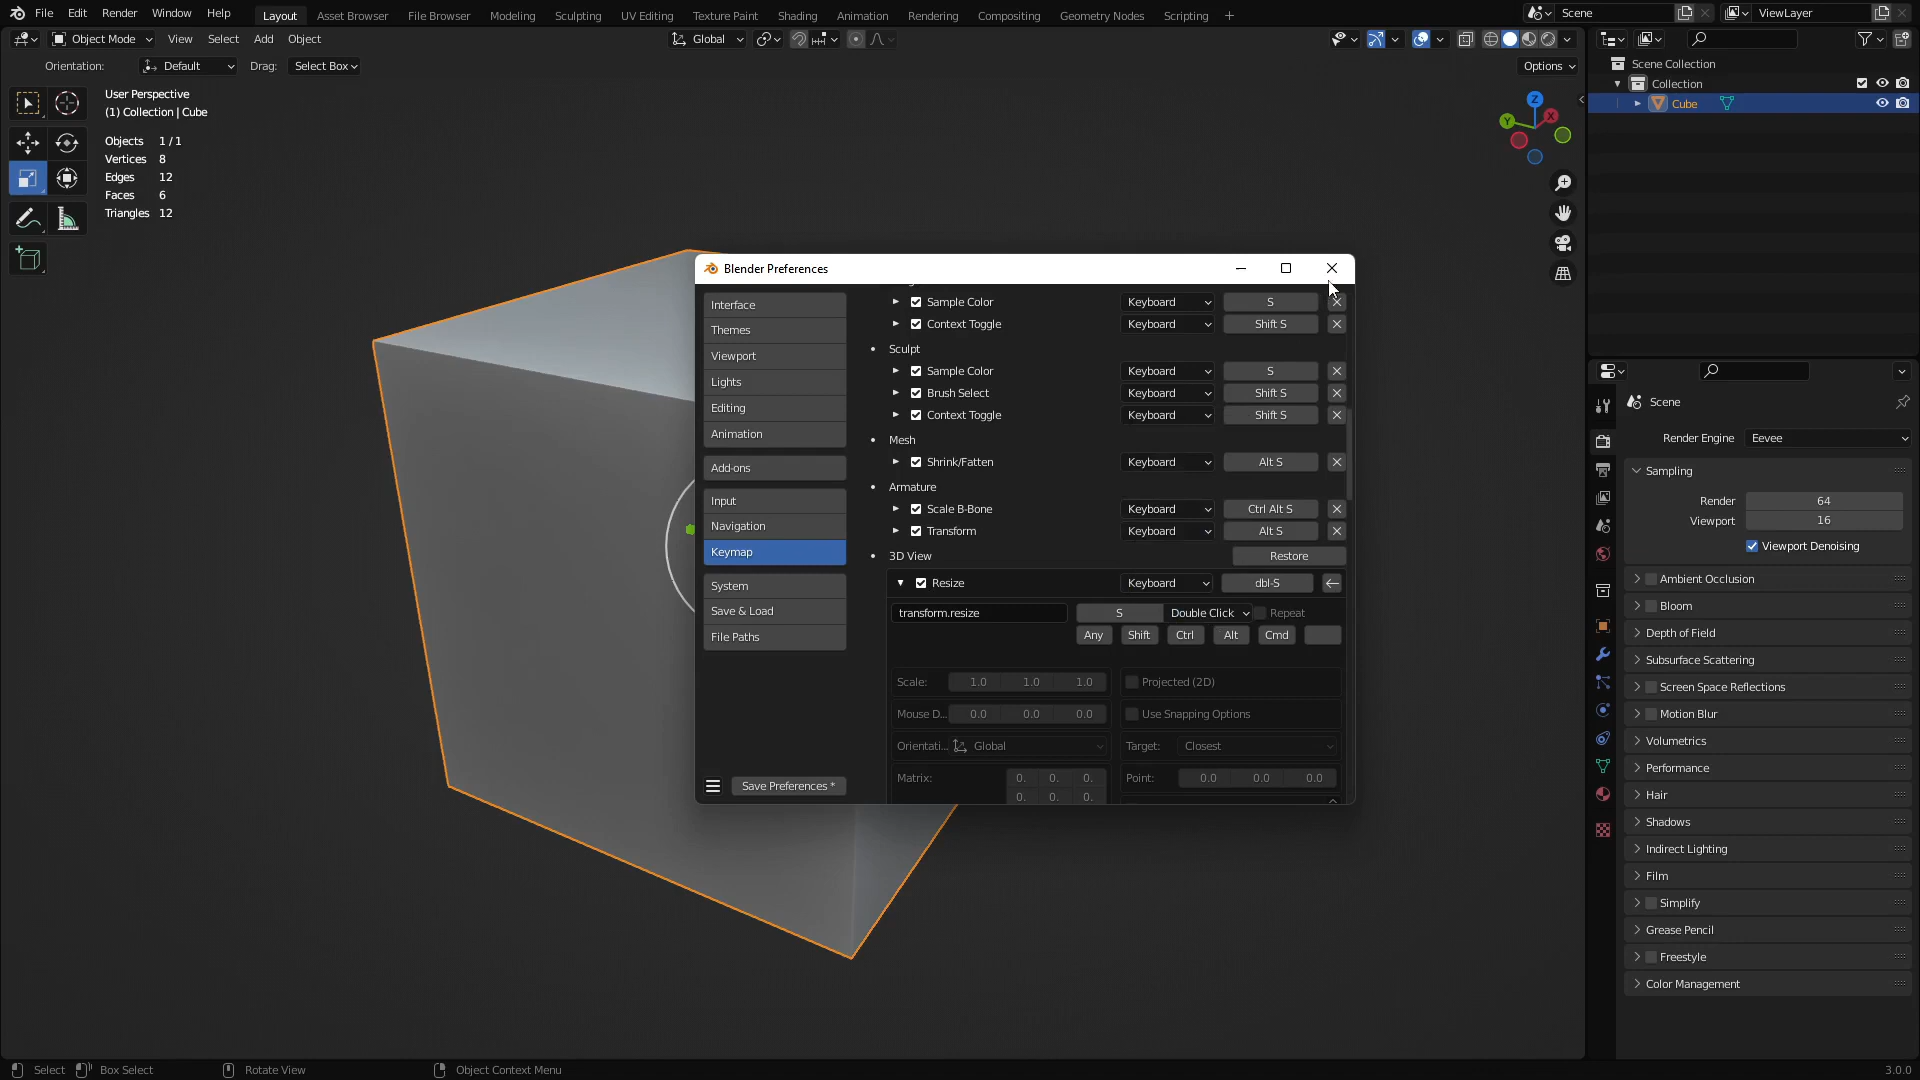 File Edit Render Window Help Layout Asset Browser File Browser Modeling Sculpting UV Editing Texture Paint Shading Animation Rendering Compositing Geometry Nodes Scripting + Scene ViewLayer
Object Mode View Select Add Object Global
Orientation: Default Drag: Select Box Options
User Perspective
(1) Collection | Cube
Objects 1 / 1
Vertices 8
Edges 12
Faces 6
Triangles 12
Z
Y
X
Scene Collection
Collection
Cube
Blender Preferences
Interface
Themes
Viewport
Lights
Editing
Animation
Add-ons
Input
Navigation
Keymap
System
Save & Load
File Paths
Save Preferences *
Sample Color Keyboard S
Context Toggle Keyboard Shift S
Sculpt
Sample Color Keyboard S
Brush Select Keyboard Shift S
Context Toggle Keyboard Shift S
Mesh
Shrink/Fatten Keyboard Alt S
Armature
Scale B-Bone Keyboard Ctrl Alt S
Transform Keyboard Alt S
3D View Restore
Resize Keyboard dbl-S
transform.resize S Double Click Repeat
Any Shift Ctrl Alt Cmd
Scale: 1.0 1.0 1.0 Projected (2D)
Mouse D... 0.0 0.0 0.0 Use Snapping Options
Orientati... Global Target: Closest
Matrix: 0. 0. 0. Point: 0.0 0.0 0.0
0. 0. 0.
Scene
Render Engine Eevee
Sampling
Render 64
Viewport 16
Viewport Denoising
Ambient Occlusion
Bloom
Depth of Field
Subsurface Scattering
Screen Space Reflections
Motion Blur
Volumetrics
Performance
Hair
Shadows
Indirect Lighting
Film
Simplify
Grease Pencil
Freestyle
Color Management
Select Box Select Rotate View Object Context Menu 3.0.0